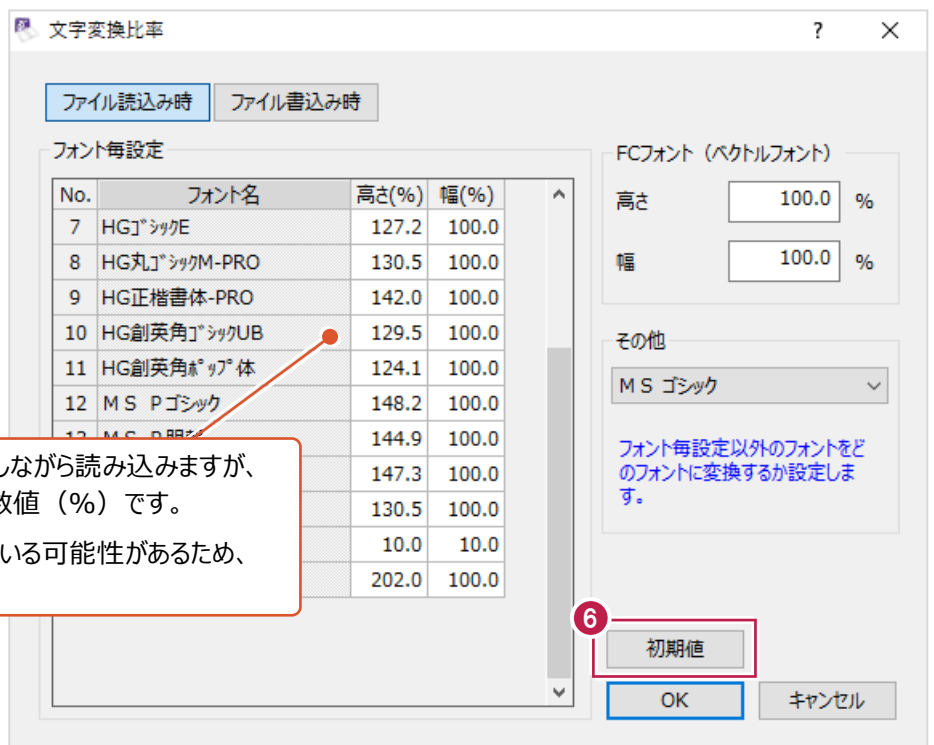 文字変換比率 ? ×
ファイル読込み時 ファイル書込み時
フォント毎設定
No. フォント名 高さ(%) 幅(%)
7 HGｺﾞｼｯｸE 127.2 100.0
8 HG丸ｺﾞｼｯｸM-PRO 130.5 100.0
9 HG正楷書体-PRO 142.0 100.0
10 HG創英角ｺﾞｼｯｸUB 129.5 100.0
11 HG創英角ﾎﾟｯﾌﾟ体 124.1 100.0
12 ＭＳ Ｐゴシック 148.2 100.0
144.9 100.0
147.3 100.0
130.5 100.0
10.0 10.0
202.0 100.0
しながら読み込みますが、
数値（%）です。
いる可能性があるため、
FCフォント（ベクトルフォント）
高さ 100.0 %
幅 100.0 %
その他
ＭＳ ゴシック
フォント毎設定以外のフォントをど
のフォントに変換するか設定しま
す。
6
初期値
OK キャンセル